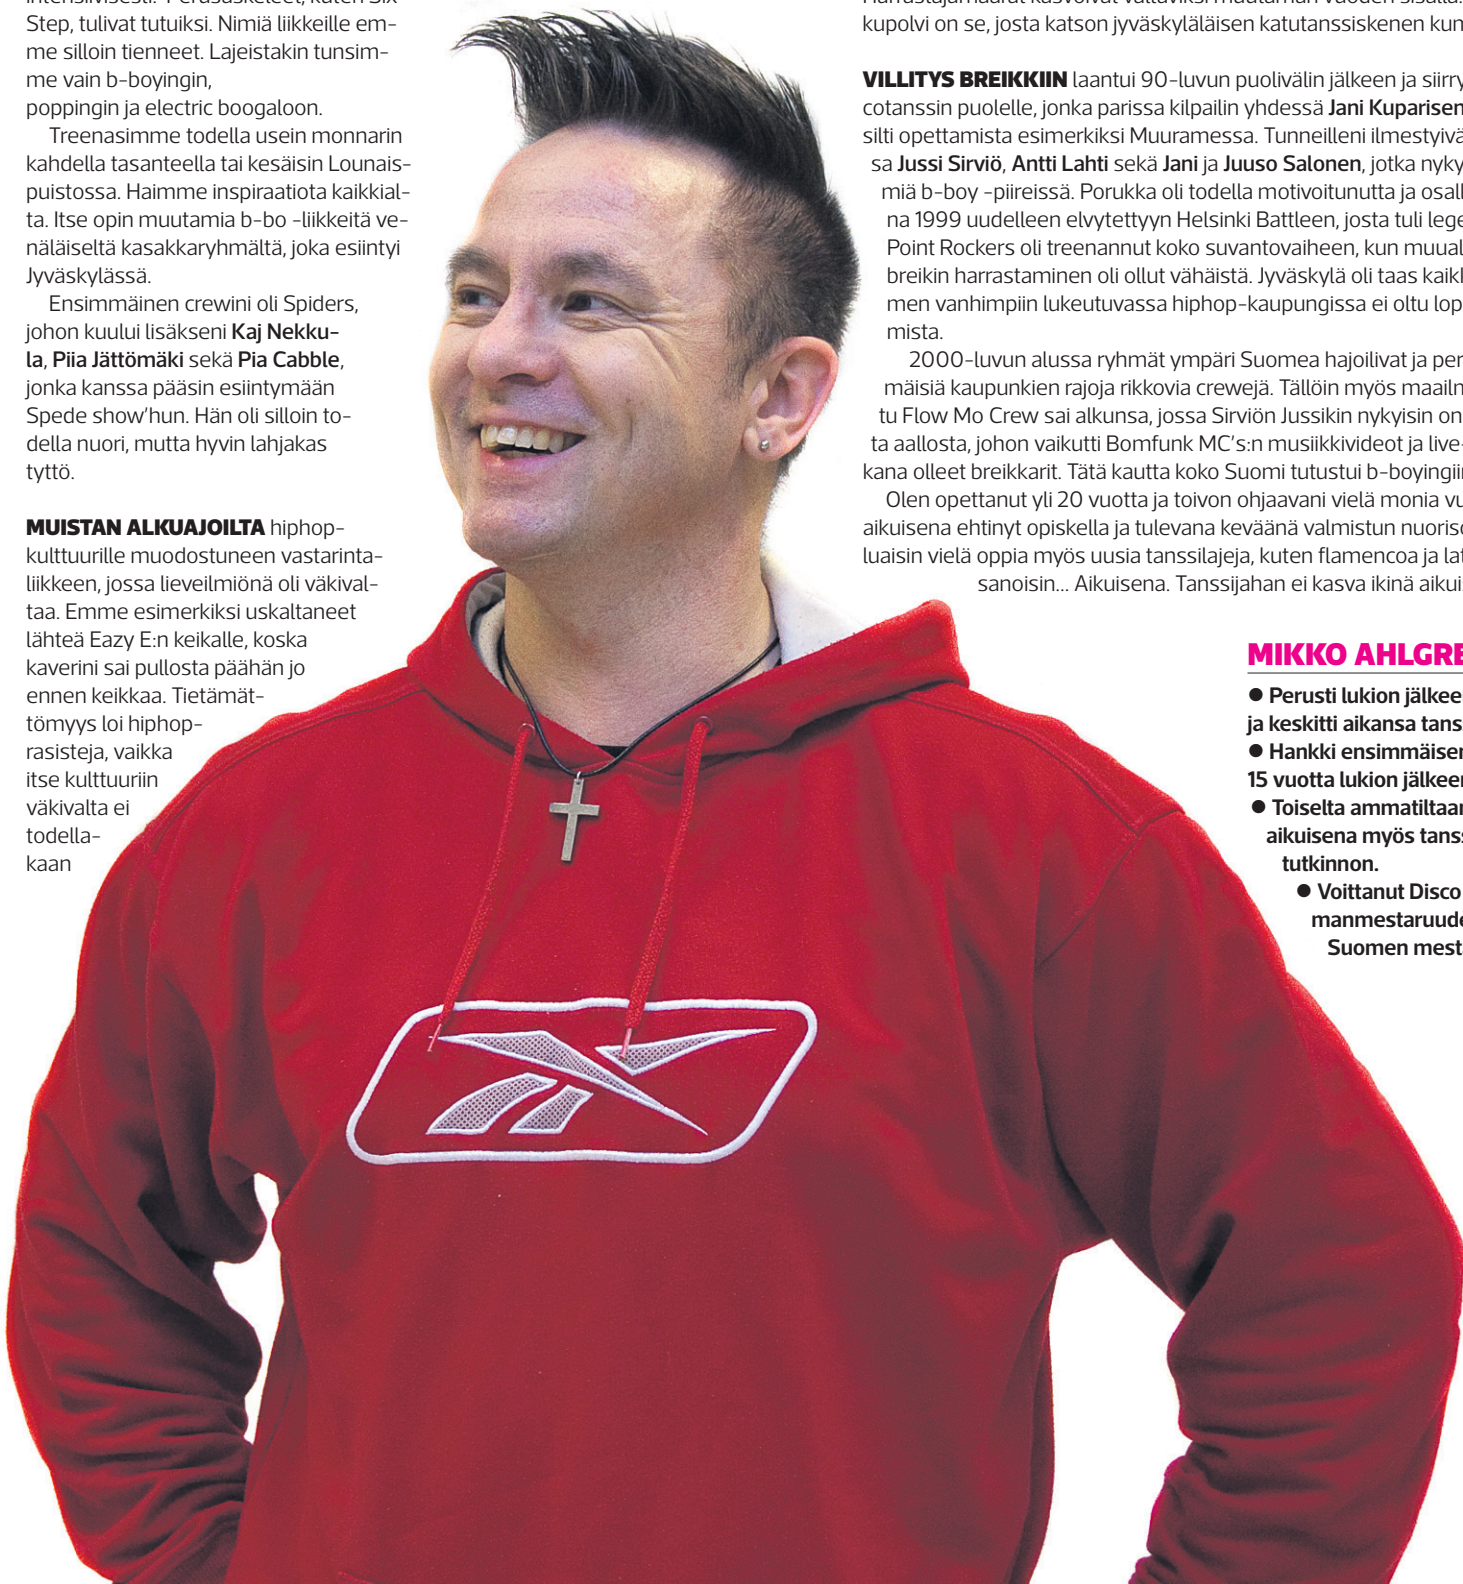 Step, tulivat tutuiksi. Nimiä liikkeille em-
me silloin tienneet. Lajeistakin tunsim-
me vain b-boyingin,
poppingin ja electric boogaloon.
Treenasimme todella usein monnarin
kahdella tasanteella tai kesäisin Lounais-
puistossa. Haimme inspiraatiota kaikkial-
ta. Itse opin muutamia b-bo -liikkeitä ve-
näläiseltä kasakkaryhmältä, joka esiintyi
Jyväskylässä.
Ensimmäinen crewini oli Spiders,
johon kuului lisäkseni Kaj Nekku-
la, Piia Jättömäki sekä Pia Cabble,
jonka kanssa pääsin esiintymään
Spede show'hun. Hän oli silloin to-
della nuori, mutta hyvin lahjakas
tyttö.
MUISTAN ALKUAJOILTA hiphop-
kulttuurille muodostuneen vastarinta-
liikkeen, jossa lieveilmiönä oli väkival-
taa. Emme esimerkiksi uskaltaneet
lähteä Eazy E:n keikalle, koska
kaverini sai pullosta päähän jo
ennen keikkaa. Tietämät-
tömyys loi hiphop-
rasisteja, vaikka
itse kulttuuriin
väkivalta ei
todella-
kaan
kupolvi on se, josta katson jyväskyläläisen katutanssiskenen
VILLITYS BREIKKIIN laantui 90-luvun puolivälin jälkeen ja siirry
cotanssin puolelle, jonka parissa kilpailin yhdessä Jani Kuparisen
silti opettamista esimerkiksi Muuramessa. Tunneilleni ilmestyivä
sa Jussi Sirviö, Antti Lahti sekä Jani ja Juuso Salonen, jotka nyky
miä b-boy -piireissä. Porukka oli todella motivoitunutta ja osall
na 1999 uudelleen elvytettyyn Helsinki Battleen, josta tuli lege
Point Rockers oli treenannut koko suvantovaiheen, kun muual
breikin harrastaminen oli ollut vähäistä. Jyväskylä oli taas kaikk
men vanhimpiin lukeutuvassa hiphop-kaupungissa ei oltu lop
mista.
2000-luvun alussa ryhmät ympäri Suomea hajoilivat ja per
mäisiä kaupunkien rajoja rikkovia crewejä. Tällöin myös maailm
tu Flow Mo Crew sai alkunsa, jossa Sirviön Jussikin nykyisin on
ta aallosta, johon vaikutti Bomfunk MC's:n musiikkivideot ja live-
kana olleet breikkarit. Tätä kautta koko Suomi tutustui b-boyingiin
Olen opettanut yli 20 vuotta ja toivon ohjaavani vielä monia vu
aikuisena ehtinyt opiskella ja tulevana keväänä valmistun nuoriso
luaisin vielä oppia myös uusia tanssilajeja, kuten flamencoa ja lat
sanoisin... Aikuisena. Tanssijahan ei kasva ikinä aikui
MIKKO AHLGRE
● Perusti lukion jälkeen
ja keskitti aikansa tans
● Hankki ensimmäisen
15 vuotta lukion jälkeen
● Toiselta ammatiltaan
aikuisena myös tanss
tutkinnon.
● Voittanut Disco
manmestaruude
Suomen mesta